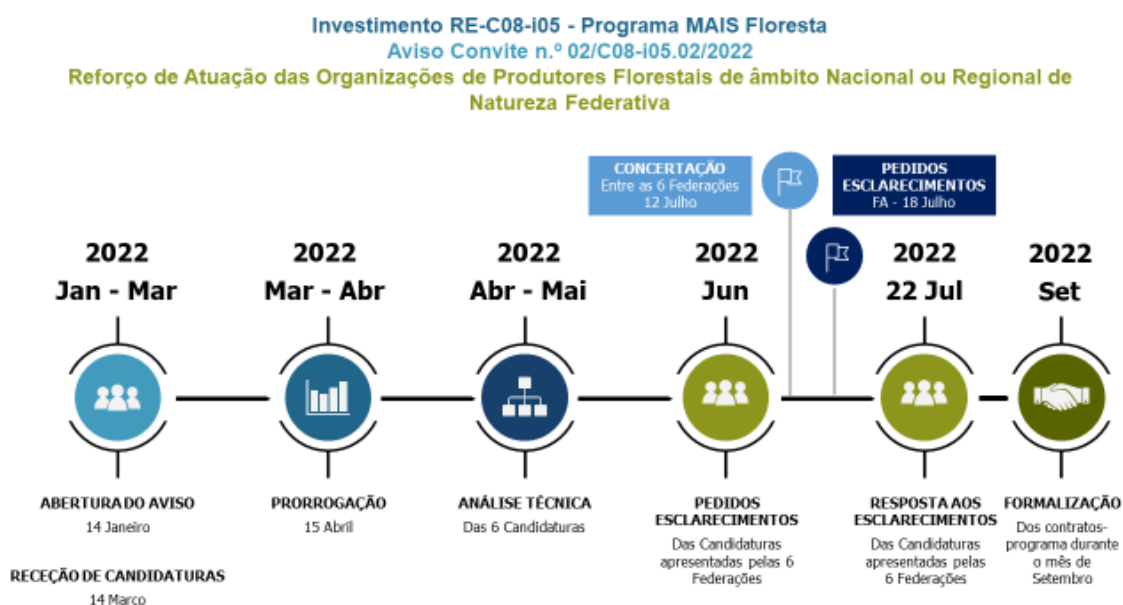 Investimento RE-C08-i05 - Programa MAIS Floresta
Aviso Convite n.º 02/C08-i05.02/2022
Reforço de Atuação das Organizações de Produtores Florestais de âmbito Nacional ou Regional de
Natureza Federativa
CONCERTAÇÃO
Entre as 6 Federações
12 Julho
PEDIDOS
ESCLARECIMENTOS
FA - 18 Julho
2022
Jan - Mar
2022
Mar - Abr
2022
Abr - Mai
2022
Jun
2022
22 Jul
2022
Set
ABERTURA DO AVISO
14 Janeiro
RECEÇÃO DE CANDIDATURAS
14 Março
PRORROGAÇÃO
15 Abril
ANÁLISE TÉCNICA
Das 6 Candidaturas
PEDIDOS
ESCLARECIMENTOS
Das Candidaturas
apresentadas pelas 6
Federações
RESPOSTA AOS
ESCLARECIMENTOS
Das Candidaturas
apresentadas pelas
6 Federações
FORMALIZAÇÃO
Dos contratos-
programa durante
o mês de
Setembro